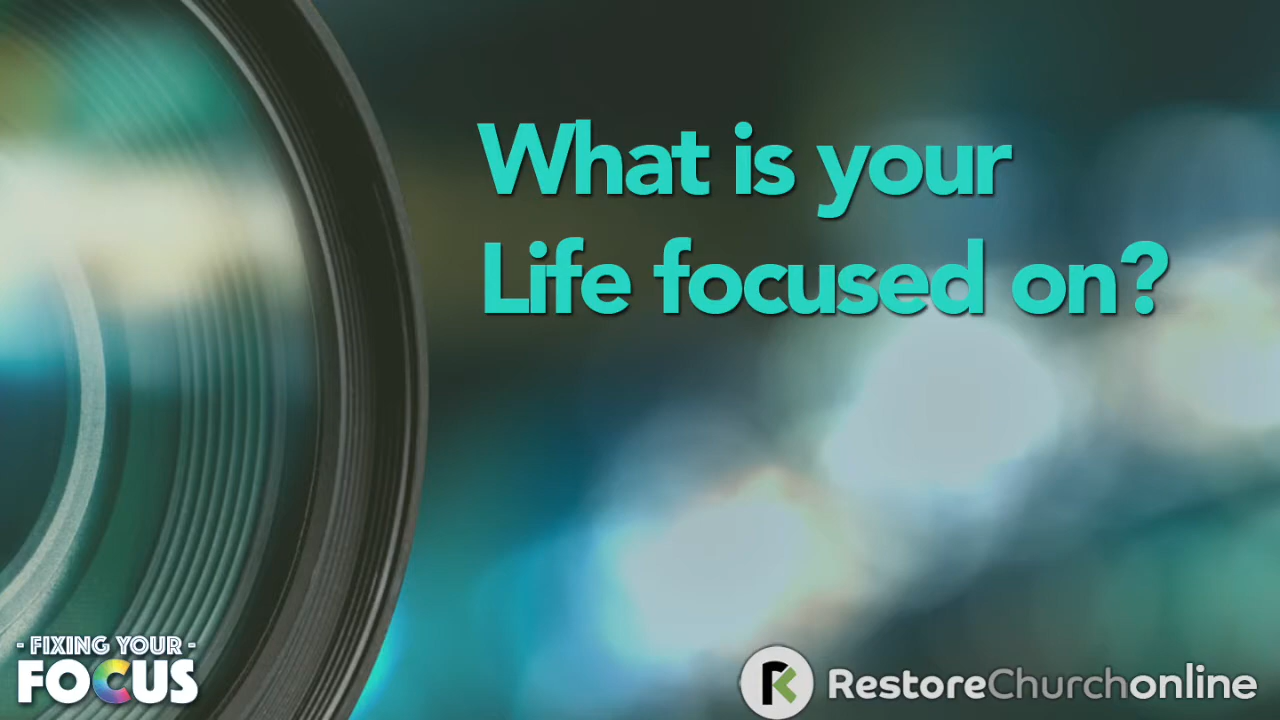 What is your
Life focused on?
- FIXING YOUR -
FOCUS
RestoreChurchonline